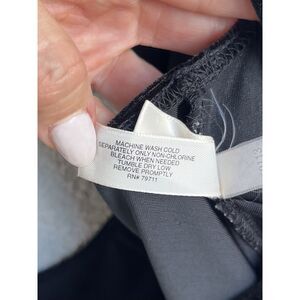 MACHINE WASH COLD
SEPARATELY ONLY NON-CHLORINE
BLEACH WHEN NEEDED
TUMBLE DRY LOW
REMOVE PROMPTLY
RN# 79711